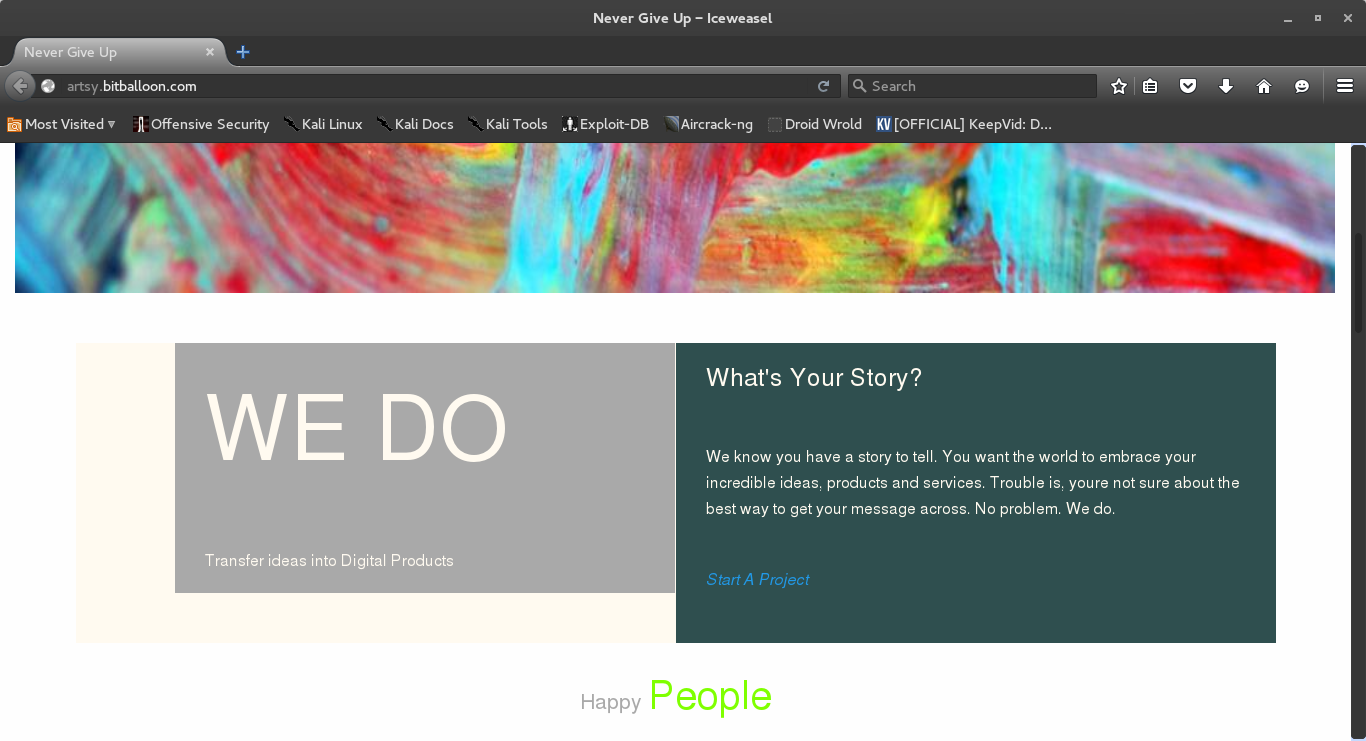 Never Give Up – Iceweasel
Never Give Up
artsy.bitballoon.com
Search
Most Visited
Offensive Security
Kali Linux
Kali Docs
Kali Tools
Exploit-DB
Aircrack-ng
Droid Wrold
KV [OFFICIAL] KeepVid: D...
WE DO
Transfer ideas into Digital Products
What's Your Story?
We know you have a story to tell. You want the world to embrace your
incredible ideas, products and services. Trouble is, youre not sure about the
best way to get your message across. No problem. We do.
Start A Project
Happy People